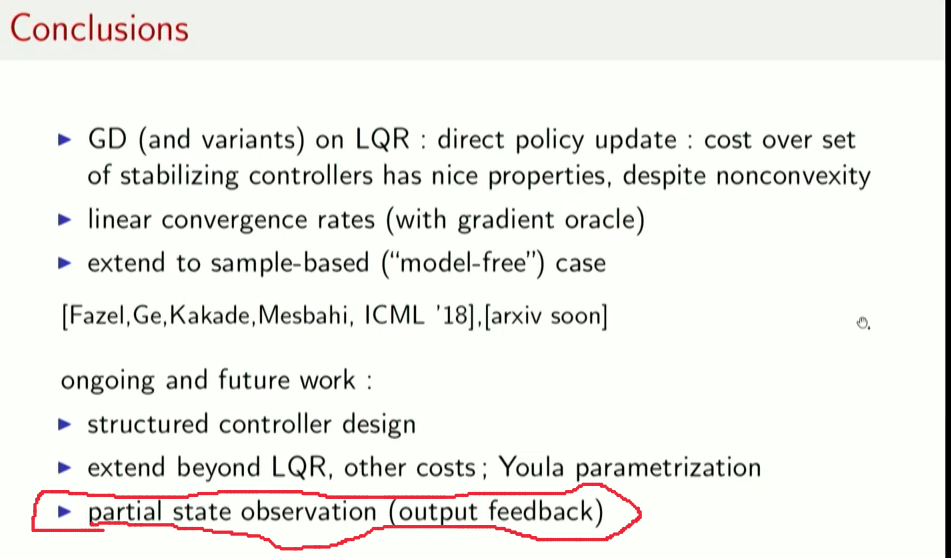 Conclusions
► GD (and variants) on LQR : direct policy update : cost over set
of stabilizing controllers has nice properties, despite nonconvexity
► linear convergence rates (with gradient oracle)
► extend to sample-based (“model-free”) case
[Fazel,Ge,Kakade,Mesbahi, ICML '18],[arxiv soon]
ongoing and future work :
► structured controller design
► extend beyond LQR, other costs ; Youla parametrization
► partial state observation (output feedback)